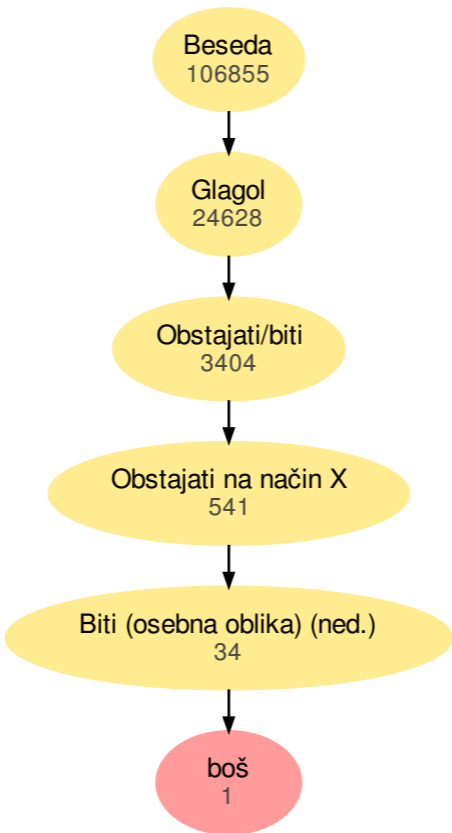 Beseda
106855
Glagol
24628
Obstajati/biti
3404
Obstajati na način X
541
Biti (osebna oblika) (ned.)
34
boš
1